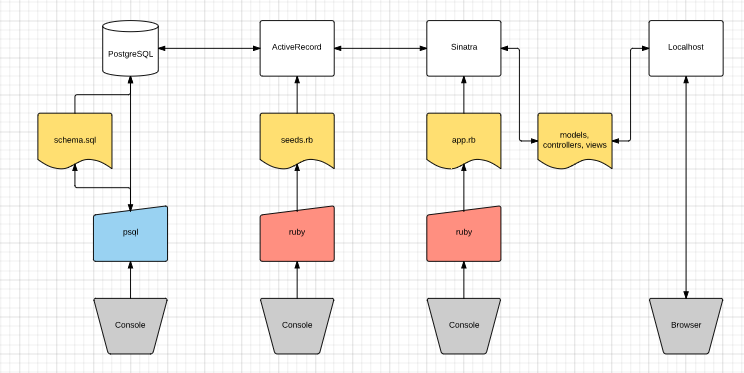 PostgreSQL
ActiveRecord
Sinatra
Localhost
schema.sql
seeds.rb
app.rb
models,
controllers, views
psql
ruby
ruby
Console
Console
Console
Browser